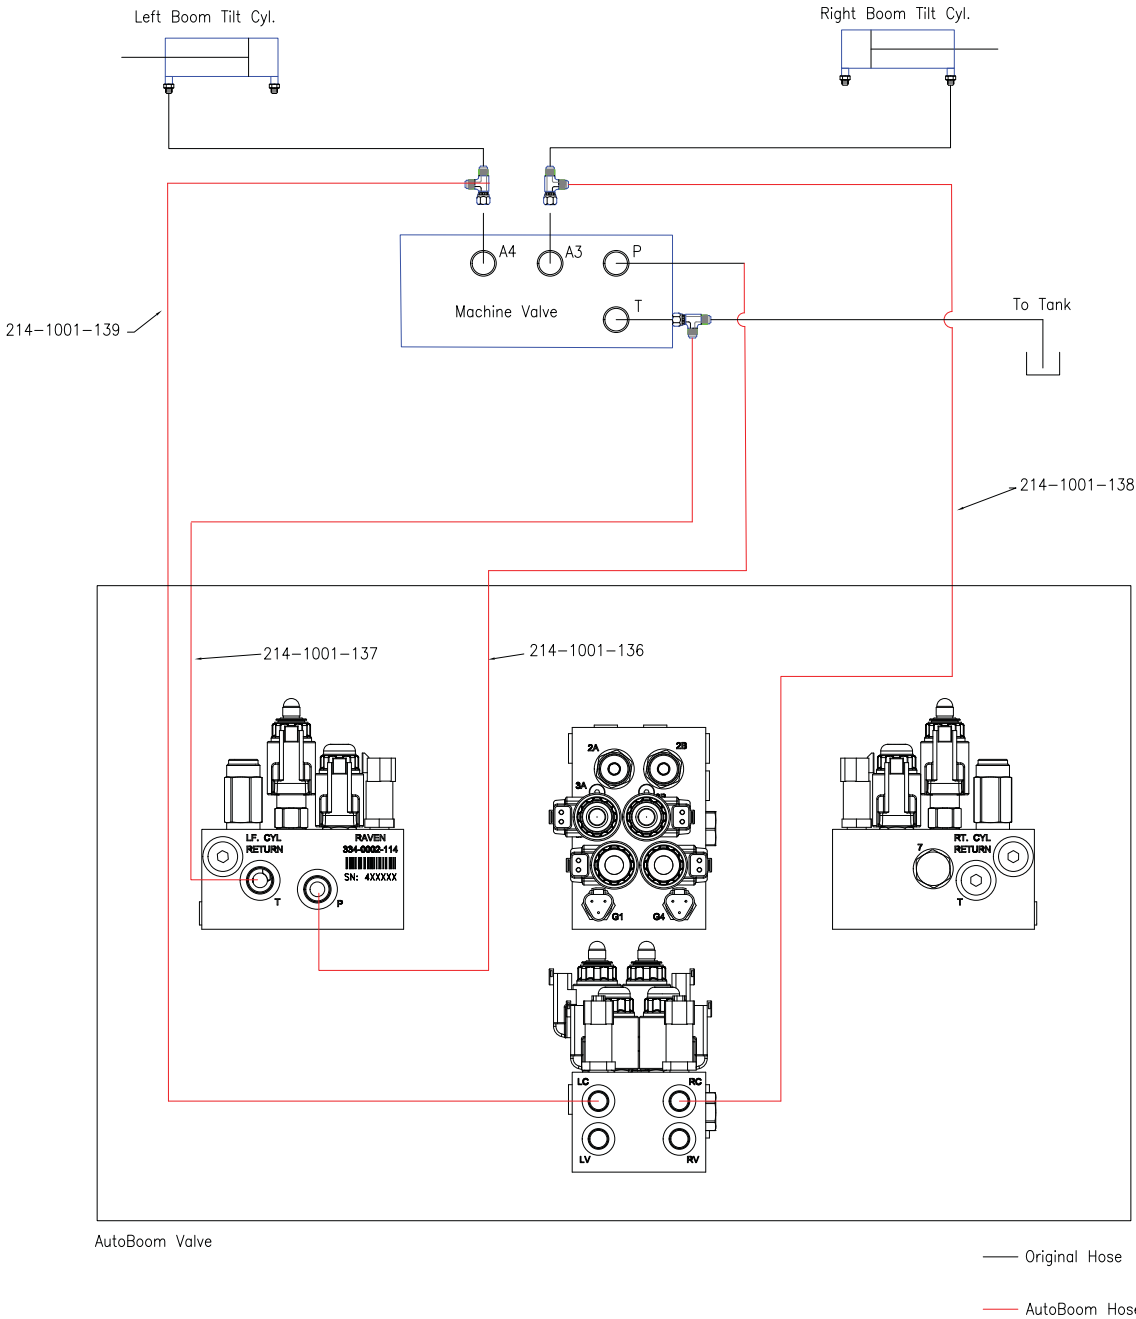 Left Boom Tilt Cyl.
Right Boom Tilt Cyl.
A4
A3
P
T
Machine Valve
To Tank
214-1001-139
214-1001-138
214-1001-137
214-1001-136
LF. CYL
RETURN
RAVEN
334-0002-114
SN: 4XXXXX
T
P
2A
2B
3A
G1
G4
RT. CYL
RETURN
7
T
LC
RC
LV
RV
AutoBoom Valve
Original Hose
AutoBoom Hose